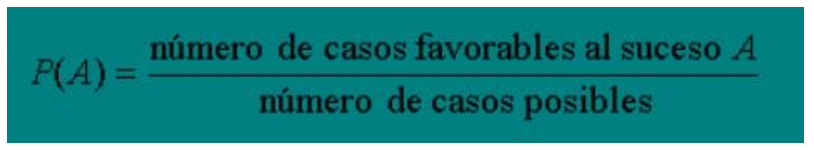 P(A) = número de casos favorables al suceso A
número de casos posibles